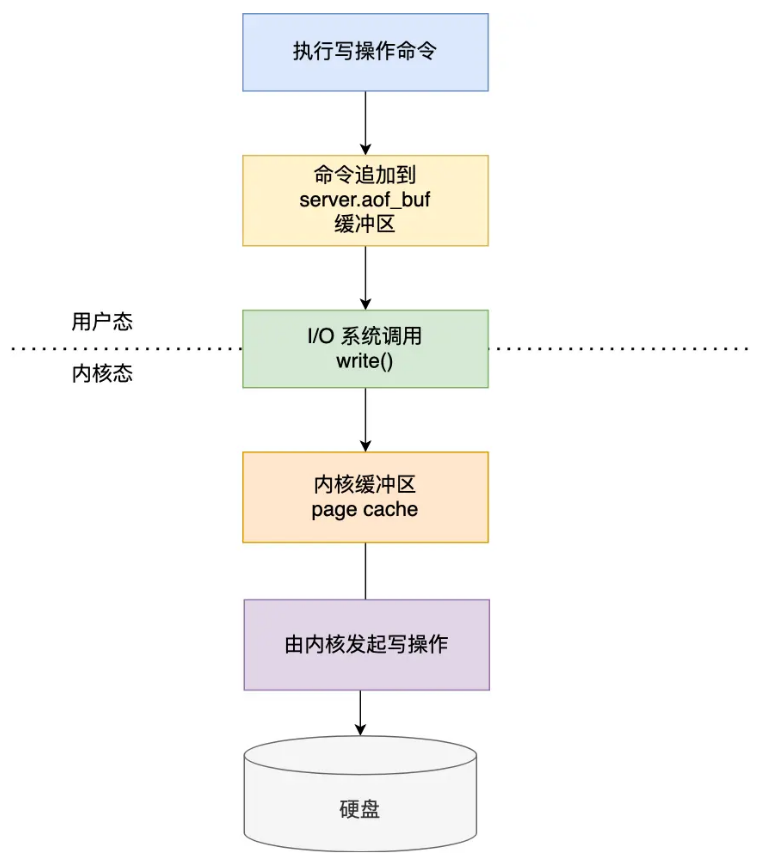 执行写操作命令
命令追加到
server.aof_buf
缓冲区
用户态
I/O 系统调用
write()
内核态
内核缓冲区
page cache
由内核发起写操作
硬盘